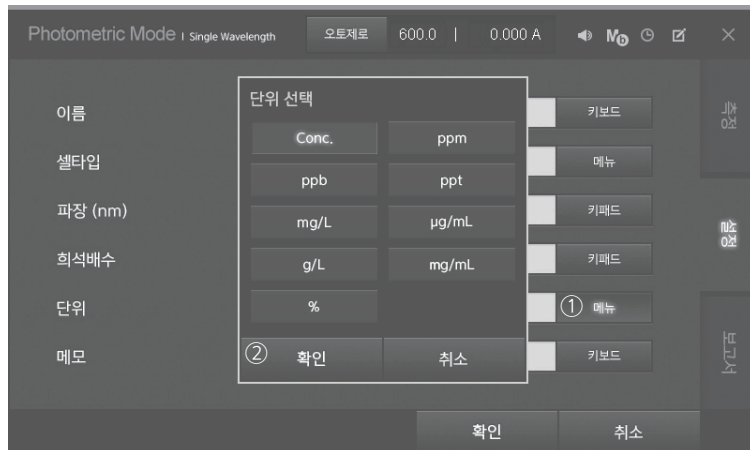 Photometric Mode | Single Wavelength 오토제로 600.0 | 0.000 A Mb
이름 키보드
셀타입 메뉴
파장 (nm) 키패드
희석배수 키패드
단위 ① 메뉴
메모 키보드
단위 선택
Conc. ppm
ppb ppt
mg/L µg/mL
g/L mg/mL
%
② 확인 취소
확인 취소
측정
설정
보고서